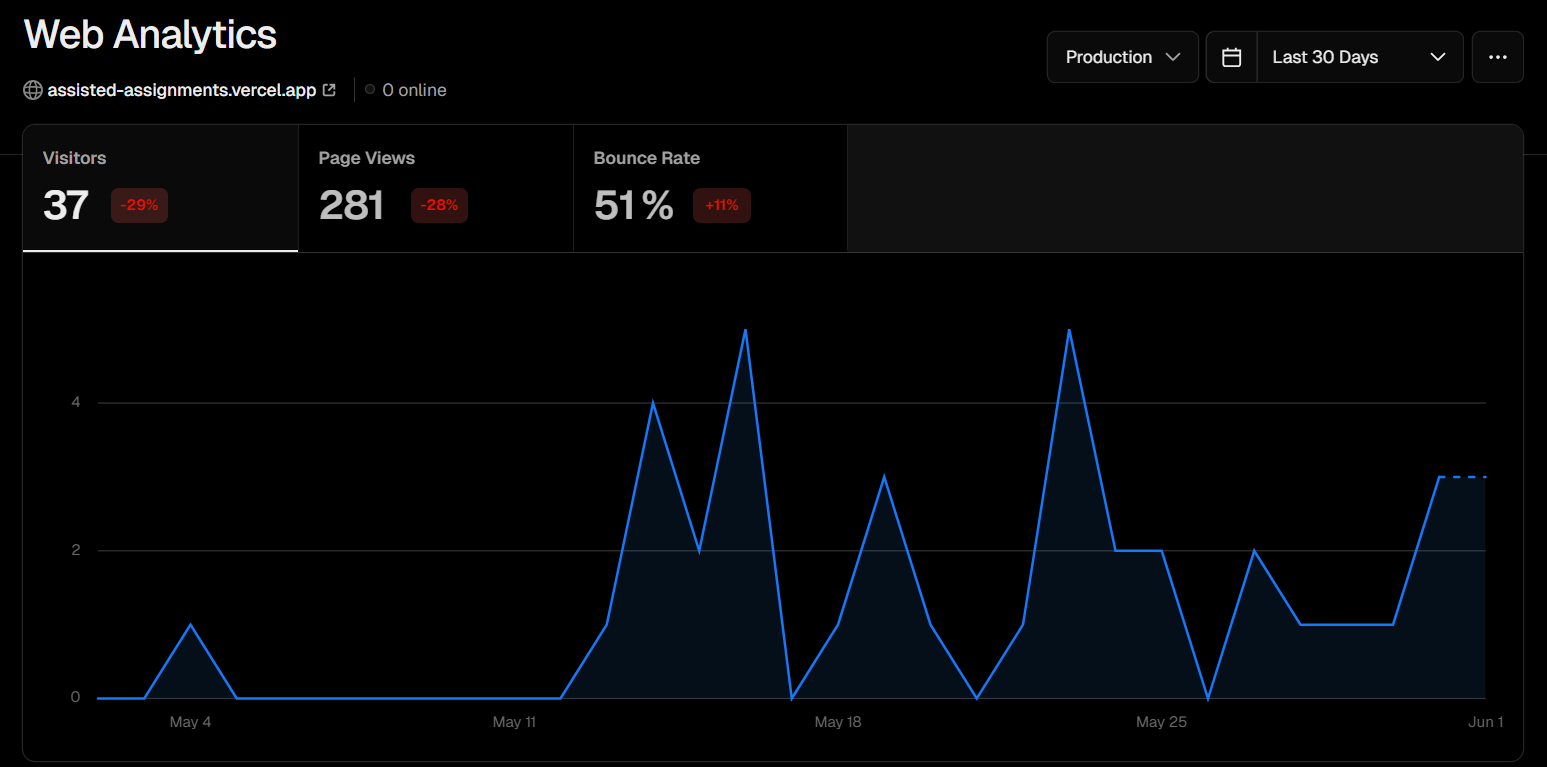 Web Analytics
Production
Last 30 Days
assisted-assignments.vercel.app
0 online
Visitors
37 -29%
Page Views
281 -28%
Bounce Rate
51% +11%
4
2
0
May 4 May 11 May 18 May 25 Jun 1